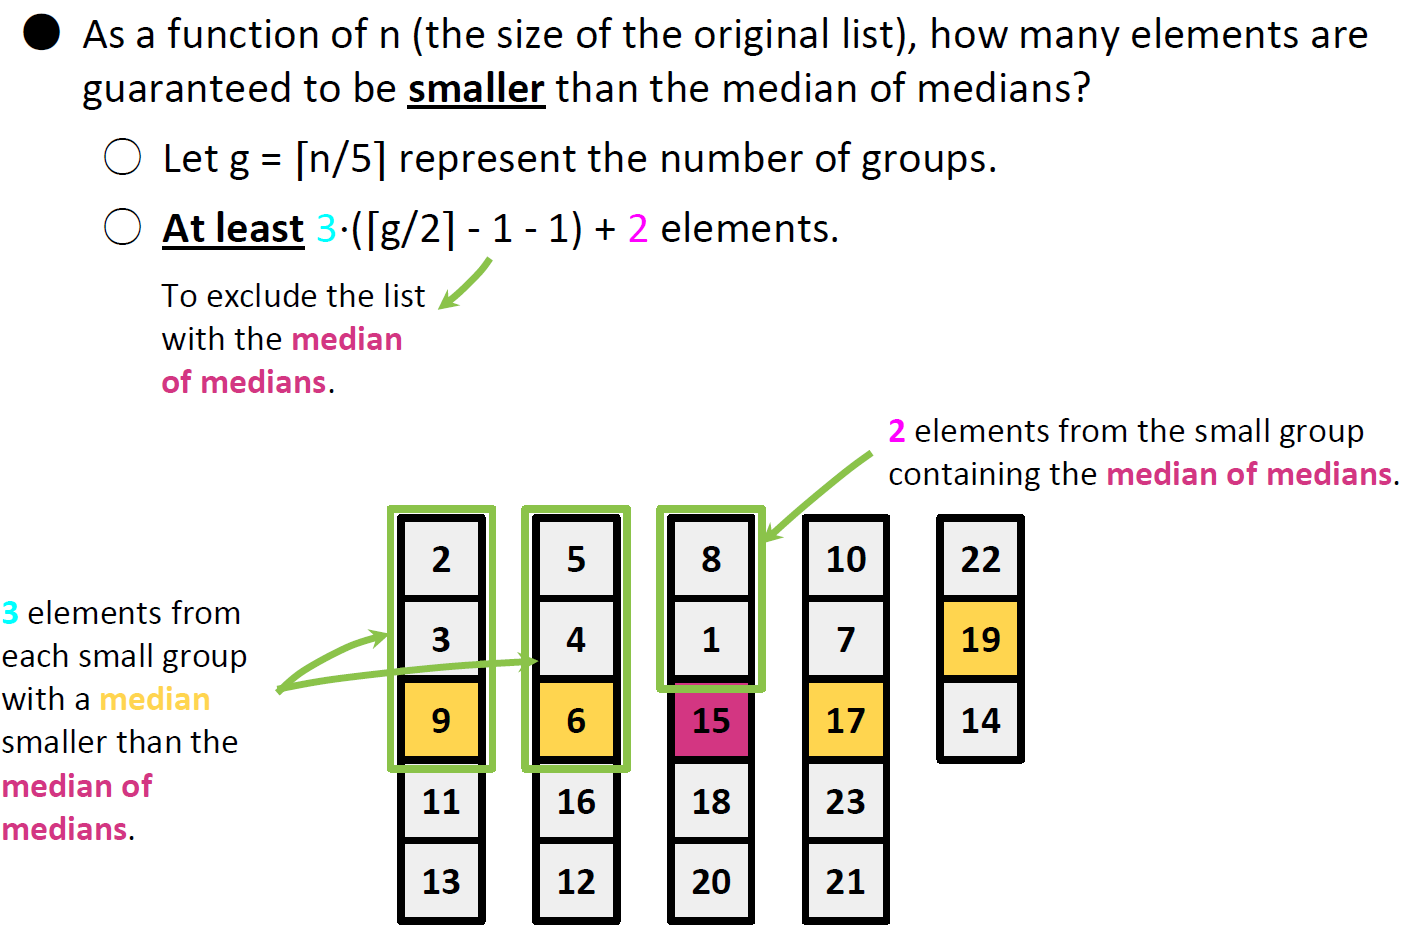 ● As a function of n (the size of the original list), how many elements are
guaranteed to be smaller than the median of medians?
○ Let g = ⌈n/5⌉ represent the number of groups.
○ At least 3·(⌈g/2⌉ - 1 - 1) + 2 elements.
To exclude the list
with the median
of medians.
2 elements from the small group
containing the median of medians.
3 elements from
each small group
with a median
smaller than the
median of
medians.
2 5 8 10 22
3 4 1 7 19
9 6 15 17 14
11 16 18 23
13 12 20 21